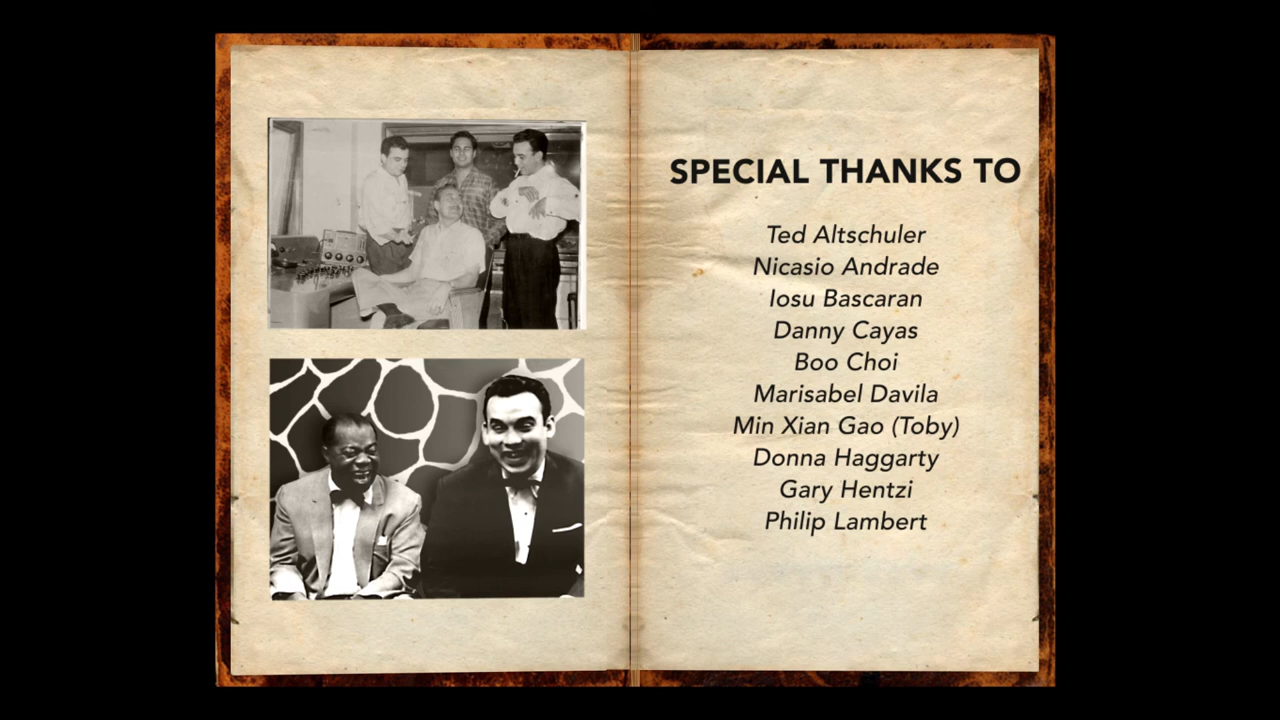 SPECIAL THANKS TO
Ted Altschuler
Nicasio Andrade
Iosu Bascaran
Danny Cayas
Boo Choi
Marisabel Davila
Min Xian Gao (Toby)
Donna Haggarty
Gary Hentzi
Philip Lambert